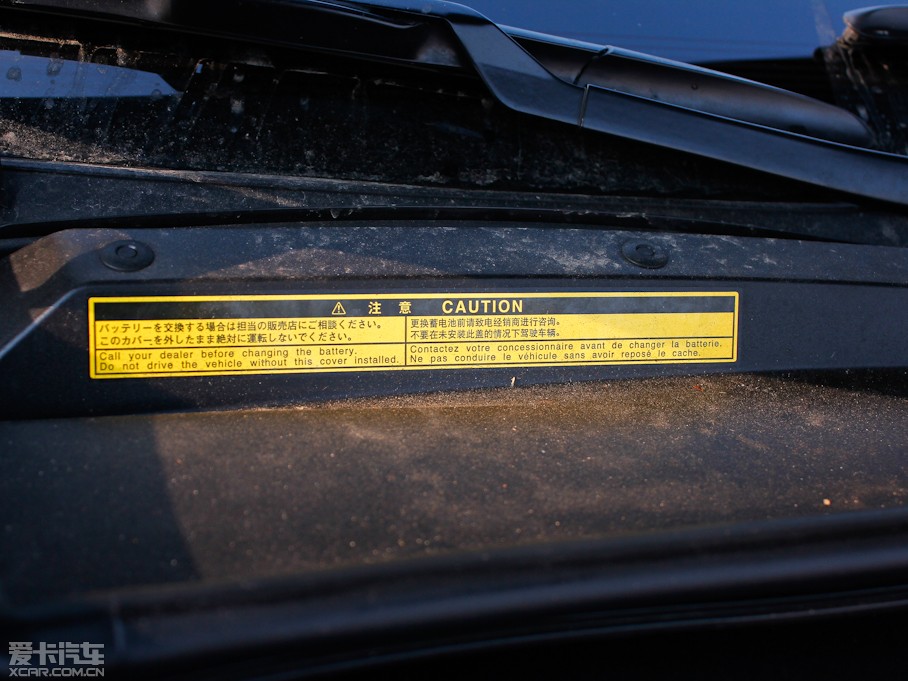 ⚠ 注 意 CAUTION
バッテリーを交換する場合は担当の販売店にご相談ください。
このカバーを外したまま絶対に運転しないでください。
更换蓄电池前请致电经销商进行咨询。
不要在未安装此盖的情况下驾驶车辆。
Call your dealer before changing the battery.
Do not drive the vehicle without this cover installed.
Contactez votre concessionnaire avant de changer la batterie.
Ne pas conduire le véhicule sans avoir reposé le cache.
爱卡汽车
XCAR.COM.CN